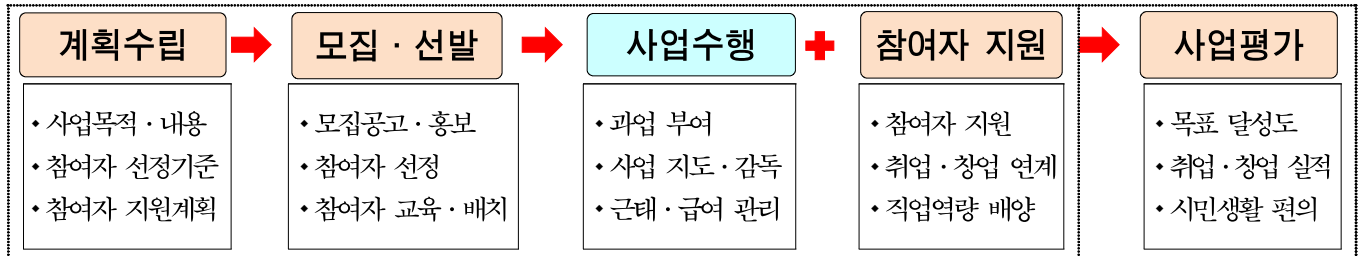 계획수립
• 사업목적 · 내용
• 참여자 선정기준
• 참여자 지원계획
모집 · 선발
• 모집공고 · 홍보
• 참여자 선정
• 참여자 교육 · 배치
사업수행
• 과업 부여
• 사업 지도 · 감독
• 근태 · 급여 관리
참여자 지원
• 참여자 지원
• 취업 · 창업 연계
• 직업역량 배양
사업평가
• 목표 달성도
• 취업 · 창업 실적
• 시민생활 편의